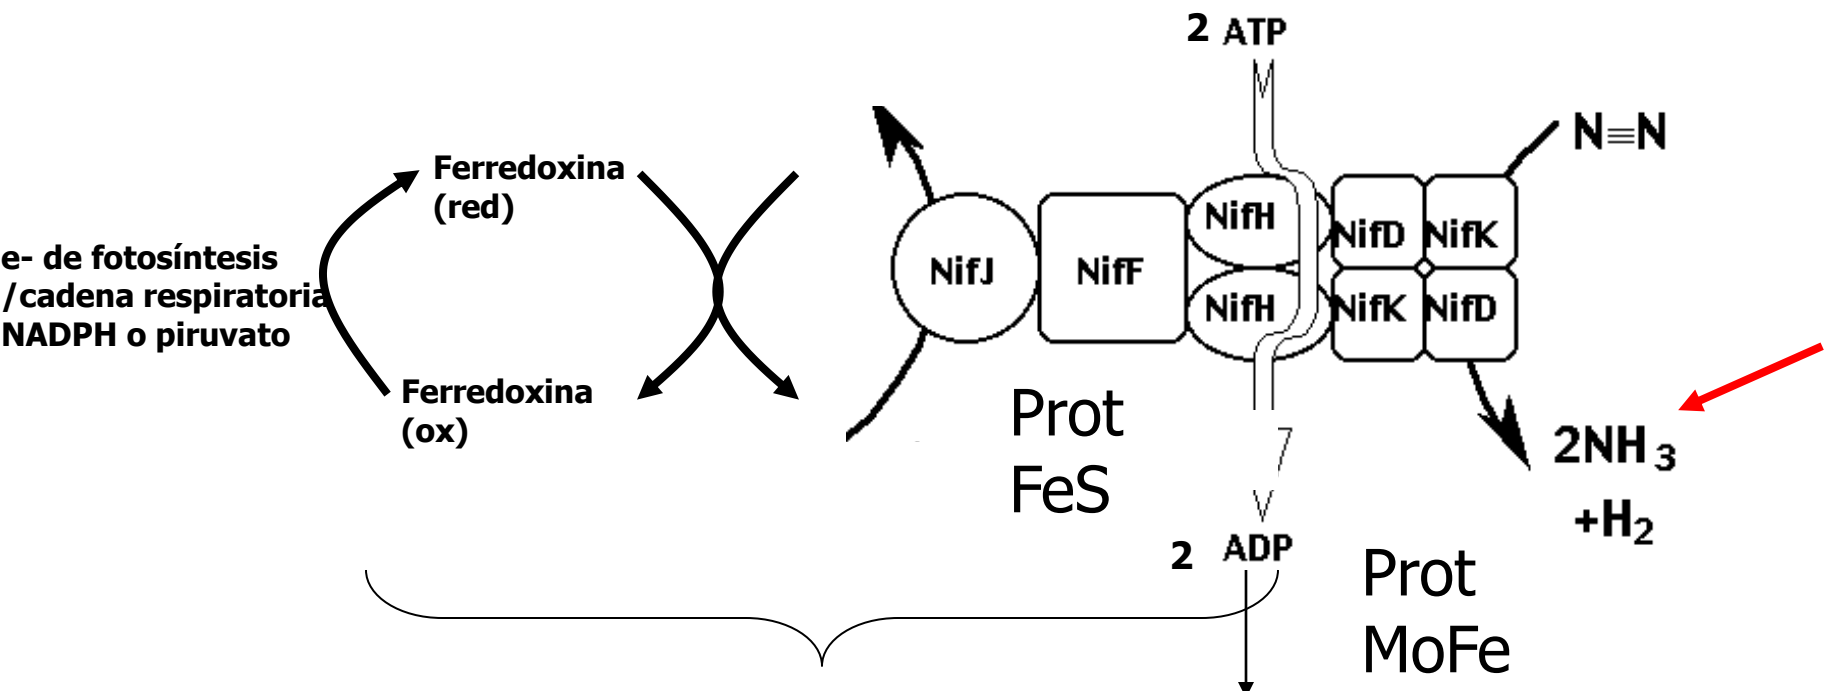 2 ATP
N≡N
Ferredoxina
(red)
NifH
NifD NifK
e- de fotosíntesis
/cadena respiratoria
NADPH o piruvato
NifJ
NifF
NifH
NifK NifD
Ferredoxina
(ox)
Prot
FeS
2NH3
+H2
2 ADP
Prot
MoFe